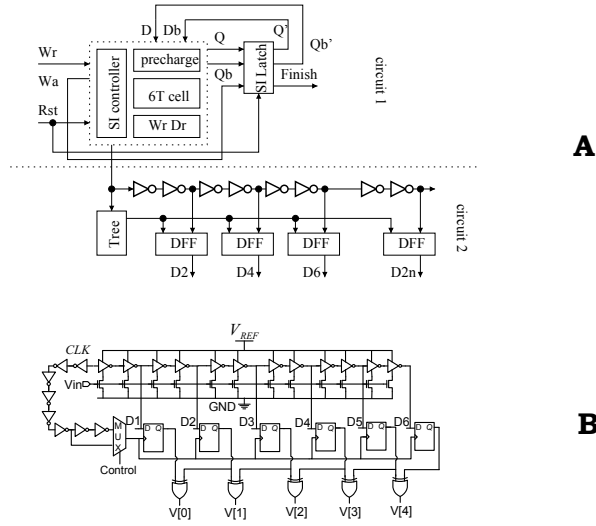 D Db Q Q' Qb'
Wr
Wa
Rst
SI controller
precharge
6T cell
Wr Dr
Qb
SI Latch
Finish
circuit 1
A
Tree
DFF DFF DFF DFF
D2 D4 D6 D2n
circuit 2
VREF
CLK
Vin
GND
D1 D2 D3 D4 D5 D6
D Q D Q D Q D Q D Q D Q
MUX
Control
V[0] V[1] V[2] V[3] V[4]
B